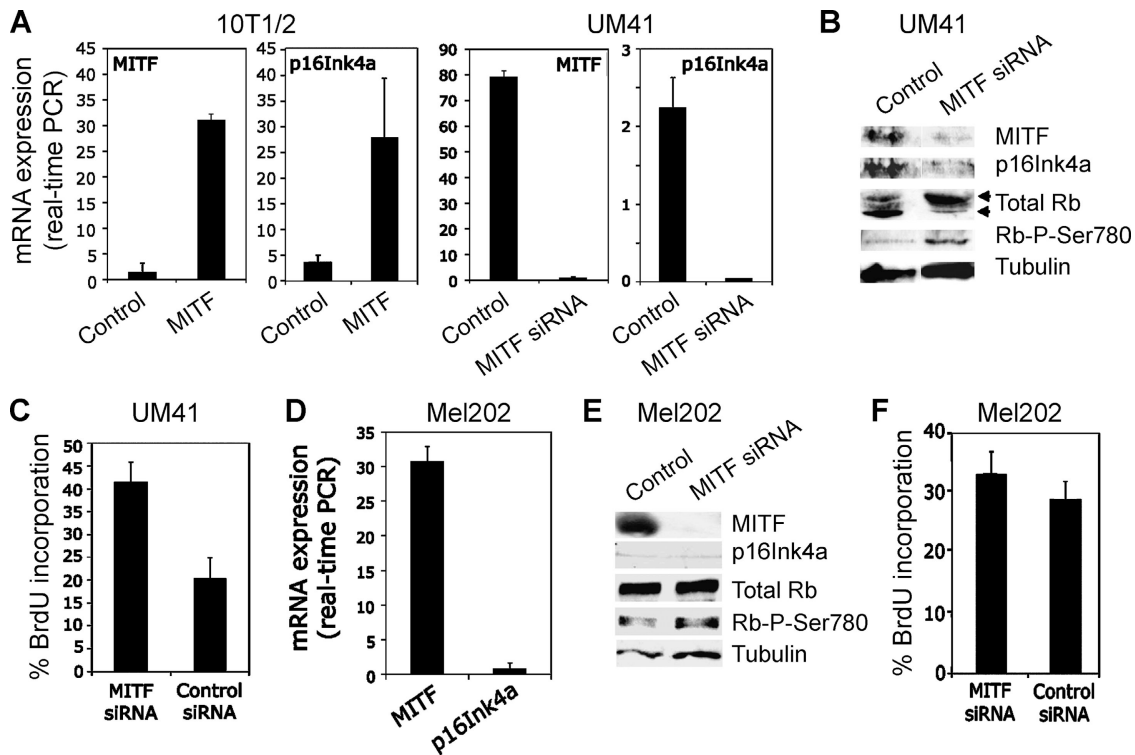 A
10T1/2
UM41
mRNA expression
(real-time PCR)
45
40
35
30
25
20
15
10
5
0
MITF
Control
MITF
45
40
35
30
25
20
15
10
5
0
p16Ink4a
Control
MITF
90
80
70
60
50
40
30
20
10
0
MITF
Control
MITF siRNA
3
2
1
0
p16Ink4a
Control
MITF siRNA
B
UM41
Control
MITF siRNA
MITF
p16Ink4a
Total Rb
Rb-P-Ser780
Tubulin
C
UM41
% BrdU incorporation
50
45
40
35
30
25
20
15
10
5
0
MITF
siRNA
Control
siRNA
D
Mel202
mRNA expression
(real-time PCR)
35
30
25
20
15
10
5
0
MITF
p16Ink4a
E
Mel202
Control
MITF siRNA
MITF
p16Ink4a
Total Rb
Rb-P-Ser780
Tubulin
F
Mel202
% BrdU incorporation
40
30
20
10
0
MITF
siRNA
Control
siRNA